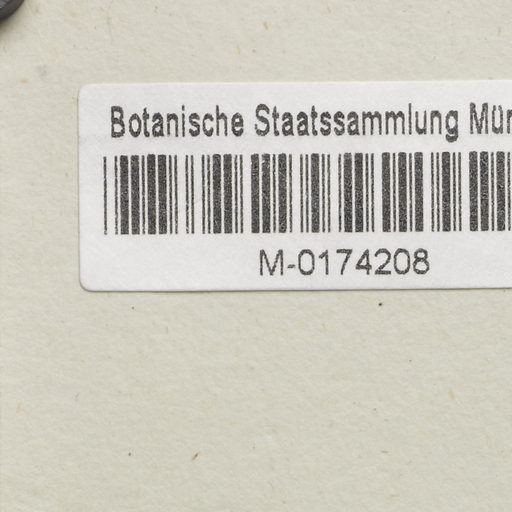 Botanische Staatssammlung Mün
M-0174208